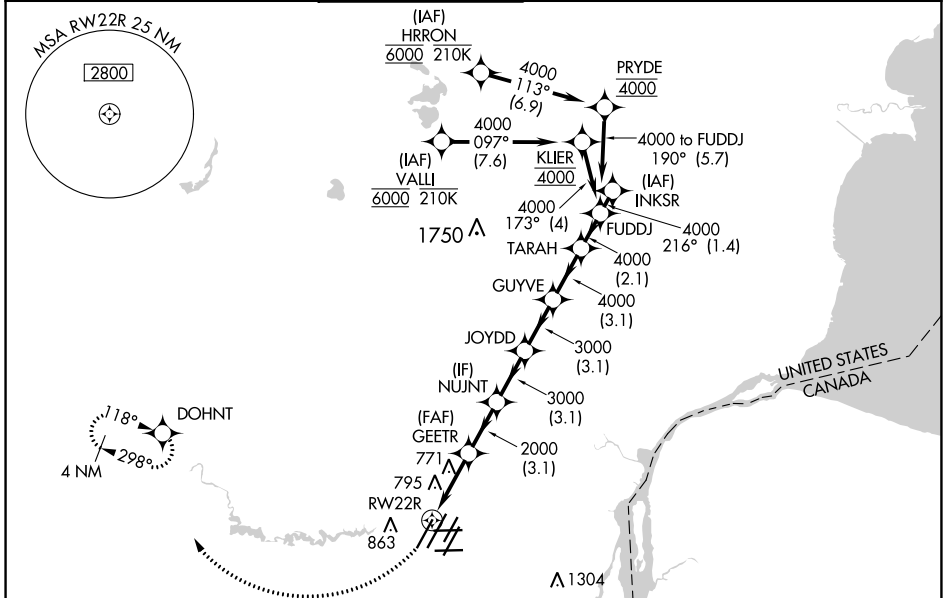 MSA RW22R 25 NM
2800
(IAF)
HRRON
6000 210K
4000
113°
(6.9)
PRYDE
4000
4000
097°
(7.6)
4000 to FUDDJ
190° (5.7)
(IAF)
VALLI
6000 210K
KLIER
4000
(IAF)
INKSR
4000
173° (4)
FUDDJ
4000
216° (1.4)
1750
TARAH
4000
(2.1)
GUYVE
4000
(3.1)
JOYDD
3000
(3.1)
(IF)
NUJNT
3000
(3.1)
UNITED STATES
CANADA
(FAF)
GEETR
2000
(3.1)
118°
DOHNT
298°
4 NM
771
795
RW22R
863
1304